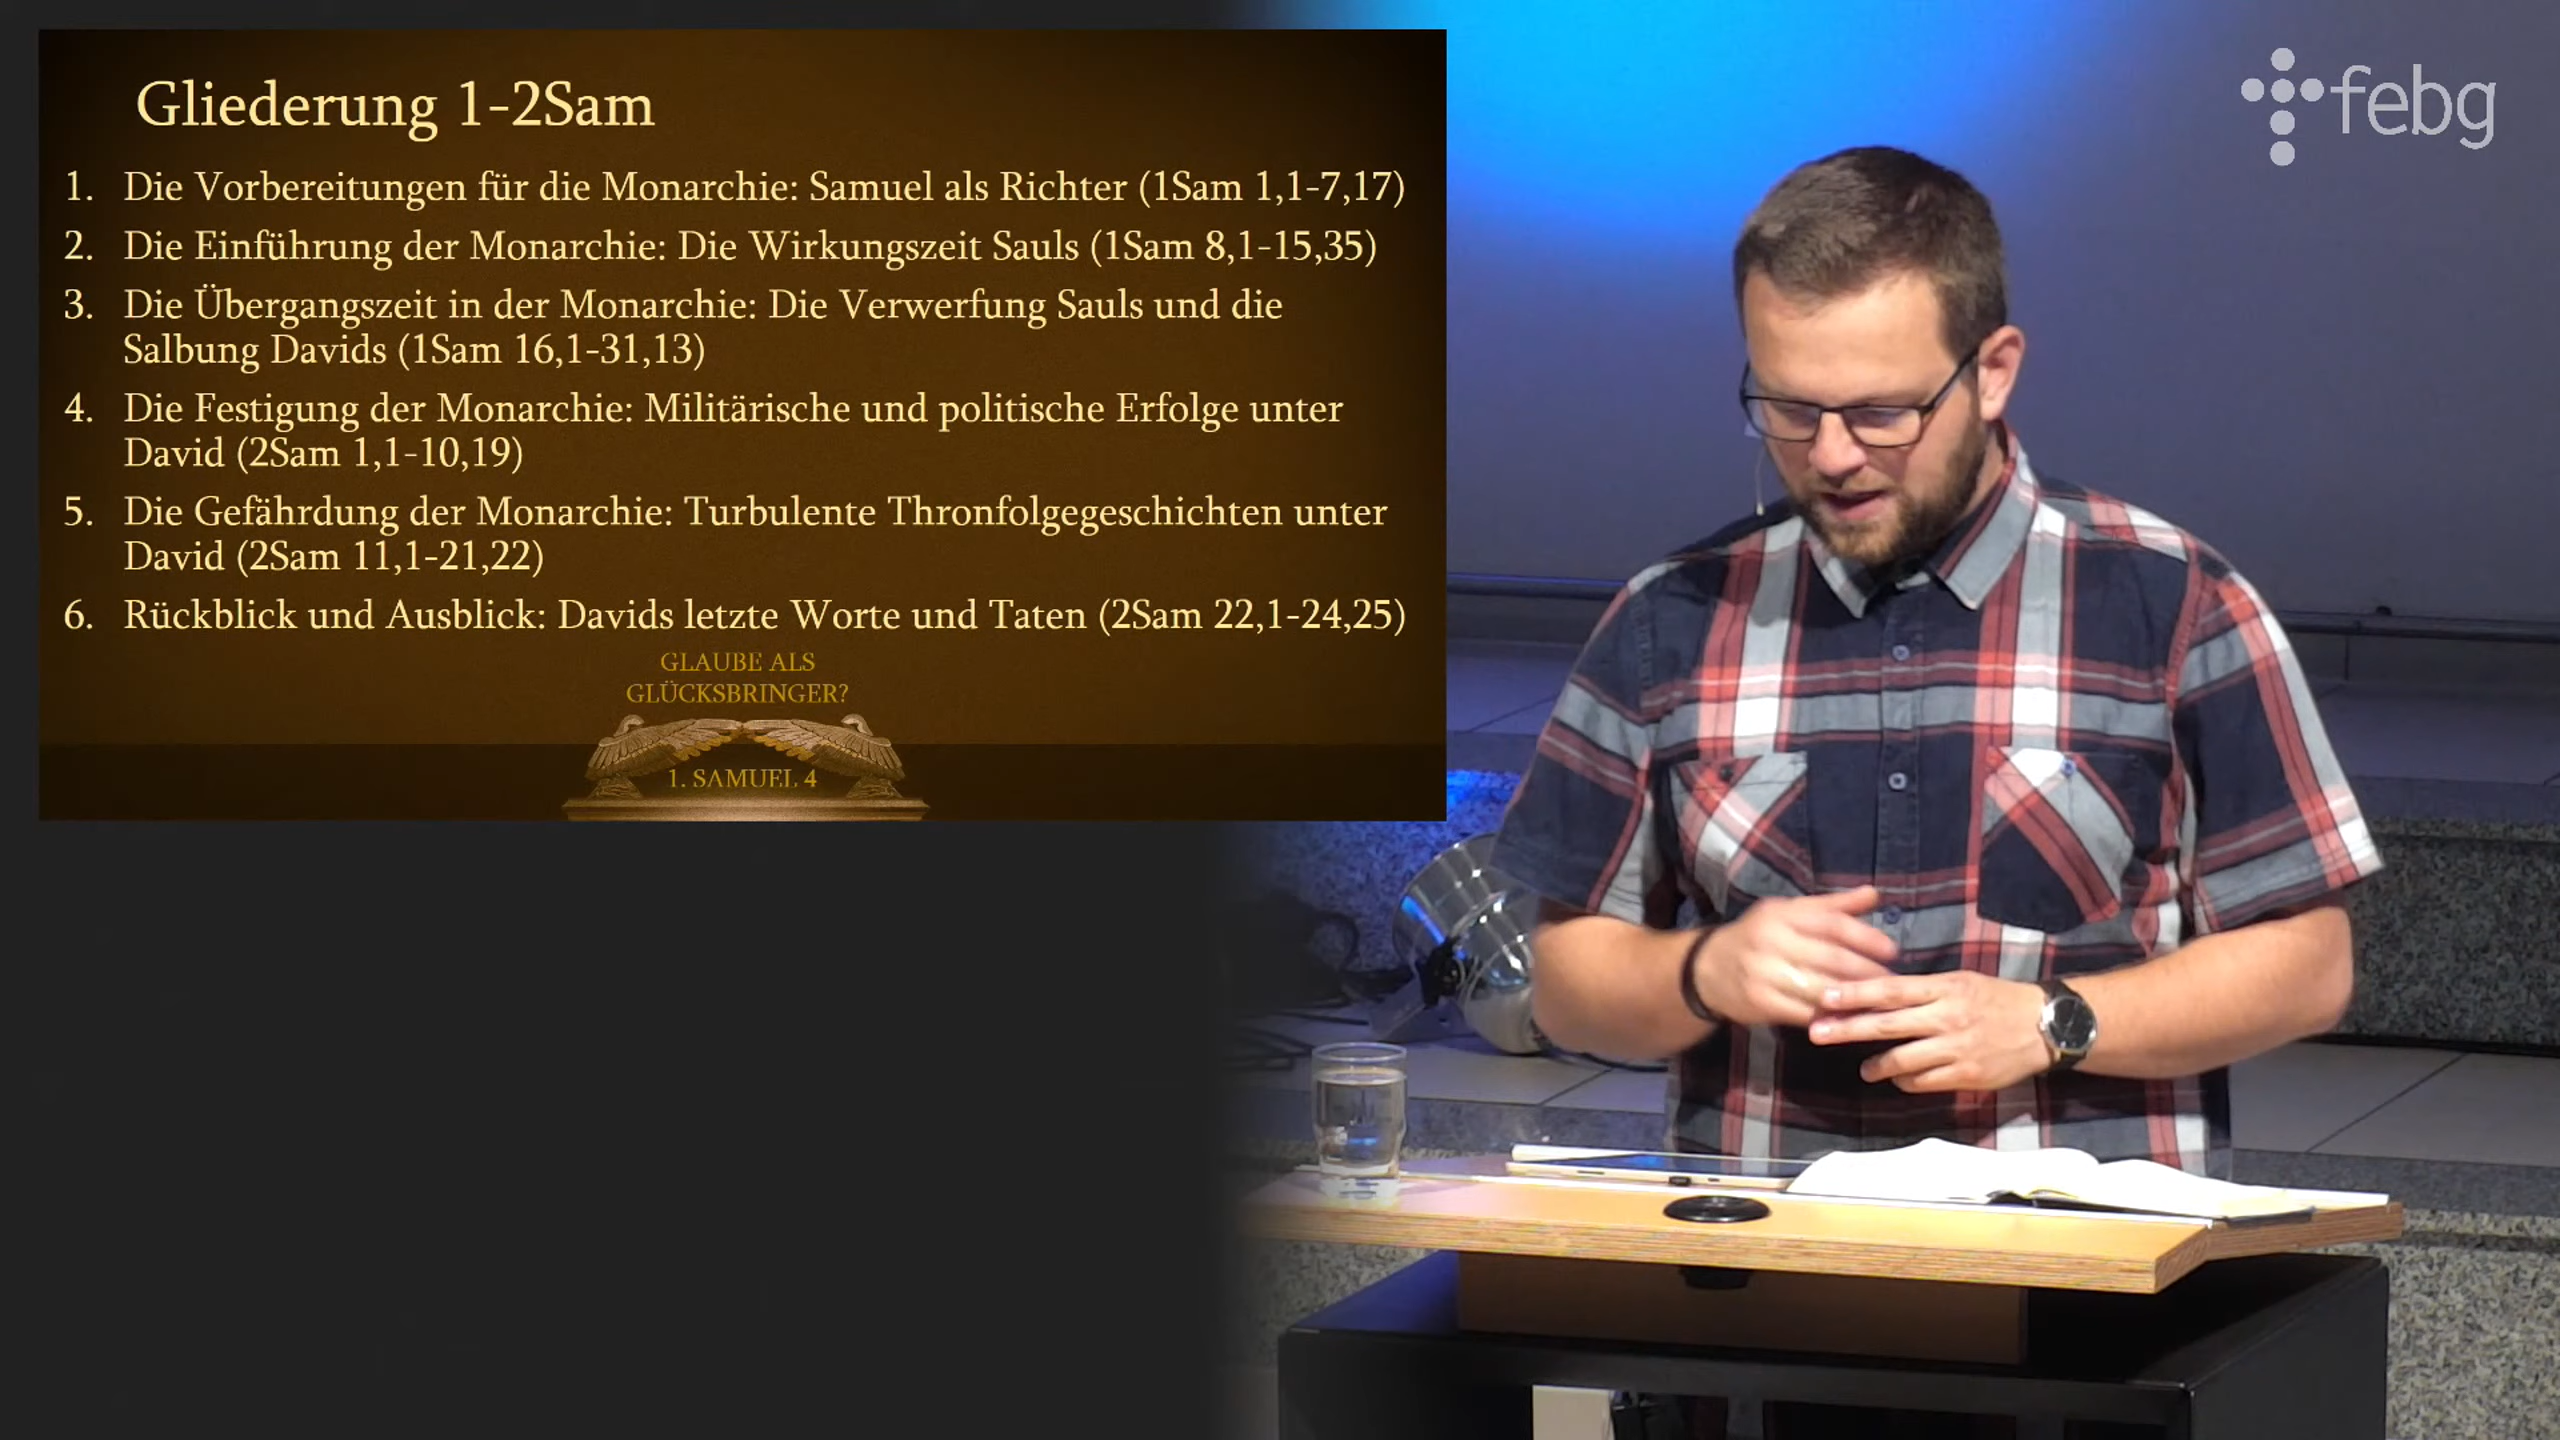 Gliederung 1-2Sam
1. Die Vorbereitungen für die Monarchie: Samuel als Richter (1Sam 1,1-7,17)
2. Die Einführung der Monarchie: Die Wirkungszeit Sauls (1Sam 8,1-15,35)
3. Die Übergangszeit in der Monarchie: Die Verwerfung Sauls und die
Salbung Davids (1Sam 16,1-31,13)
4. Die Festigung der Monarchie: Militärische und politische Erfolge unter
David (2Sam 1,1-10,19)
5. Die Gefährdung der Monarchie: Turbulente Thronfolgegeschichten unter
David (2Sam 11,1-21,22)
6. Rückblick und Ausblick: Davids letzte Worte und Taten (2Sam 22,1-24,25)
GLAUBE ALS
GLÜCKSBRINGER?
1. SAMUEL 4
febg